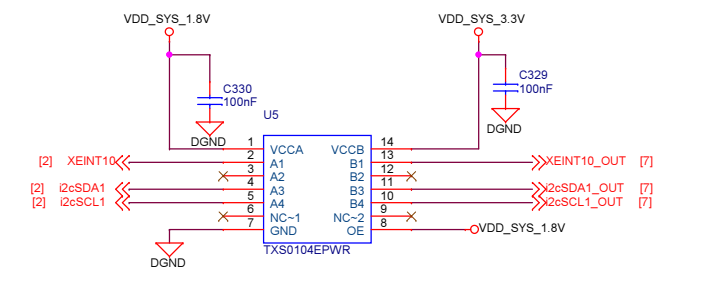 VDD_SYS_1.8V
VDD_SYS_3.3V
C330
100nF
C329
100nF
DGND
DGND
U5
1 VCCA VCCB 14
[2] XEINT10 2 A1 B1 13 XEINT10_OUT [7]
3 A2 B2 12
[2] i2cSDA1 4 A3 B3 11 i2cSDA1_OUT [7]
[2] i2cSCL1 5 A4 B4 10 i2cSCL1_OUT [7]
6 NC~1 NC~2 9
7 GND OE 8 VDD_SYS_1.8V
TXS0104EPWR
DGND